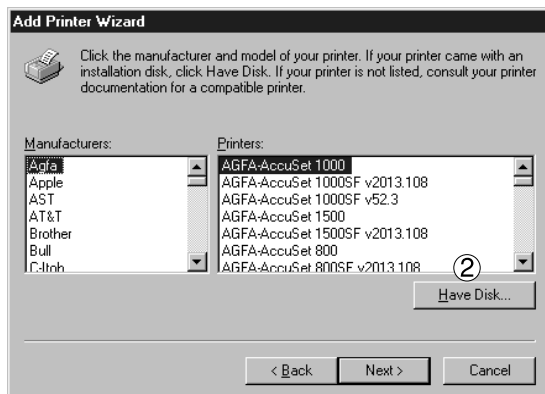 Add Printer Wizard
Click the manufacturer and model of your printer. If your printer came with an
installation disk, click Have Disk. If your printer is not listed, consult your printer
documentation for a compatible printer.
Manufacturers:
Agfa
Apple
AST
AT&T
Brother
Bull
C-Itoh
Printers:
AGFA-AccuSet 1000
AGFA-AccuSet 1000SF v2013.108
AGFA-AccuSet 1000SF v52.3
AGFA-AccuSet 1500
AGFA-AccuSet 1500SF v2013.108
AGFA-AccuSet 800
AGFA-AccuSet 800SF v2013.108
②
Have Disk...
< Back
Next >
Cancel